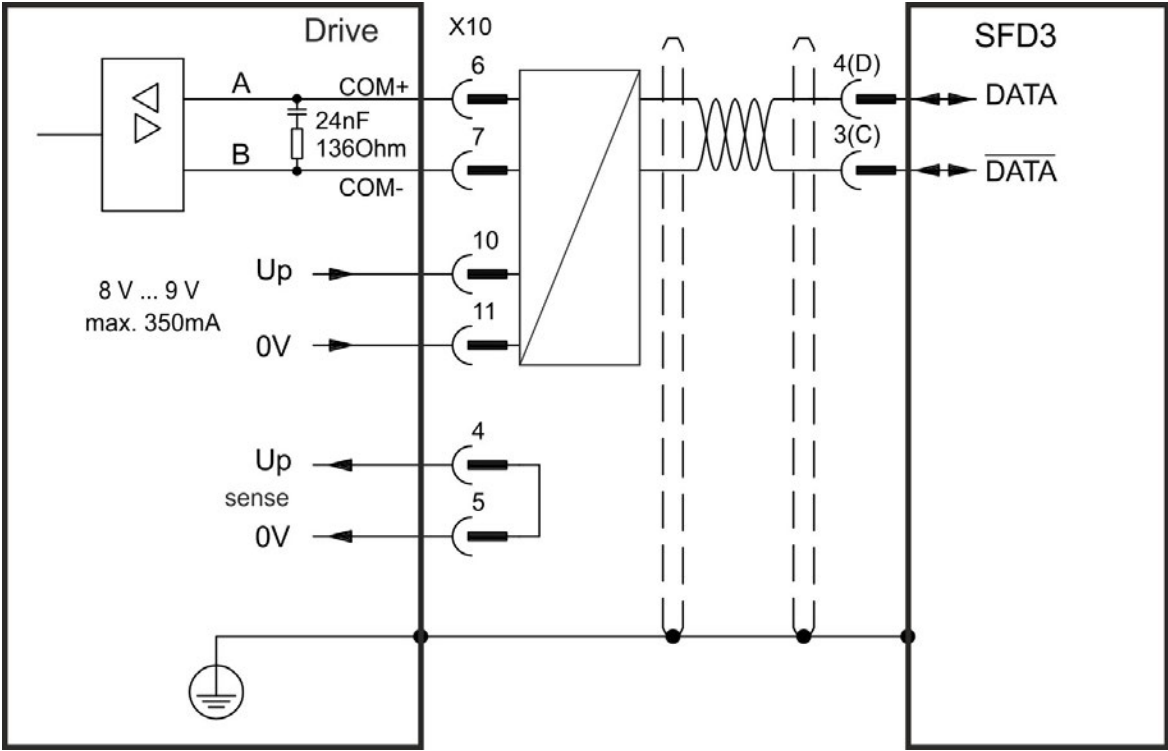 Drive
X10
SFD3
6
4(D)
A
COM+
DATA
24nF
136Ohm
7
3(C)
B
COM-
D̅A̅T̅A̅
10
Up
8 V ... 9 V
max. 350mA
11
0V
4
Up
sense
5
0V